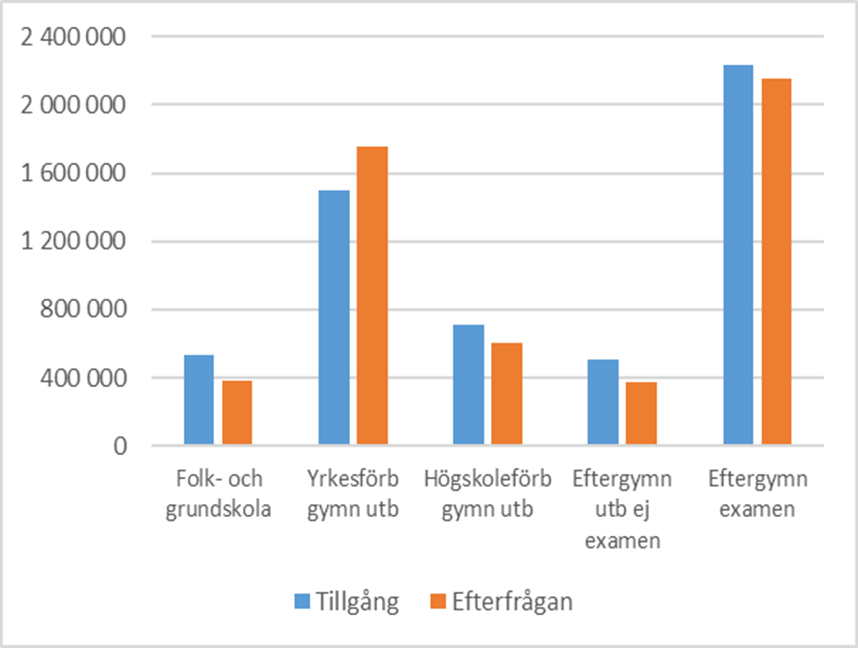 2 400 000
2 000 000
1 600 000
1 200 000
800 000
400 000
0
Folk- och
grundskola
Yrkesförb
gymn utb
Högskoleförb
gymn utb
Eftergymn
utb ej
examen
Eftergymn
examen
Tillgång
Efterfrågan